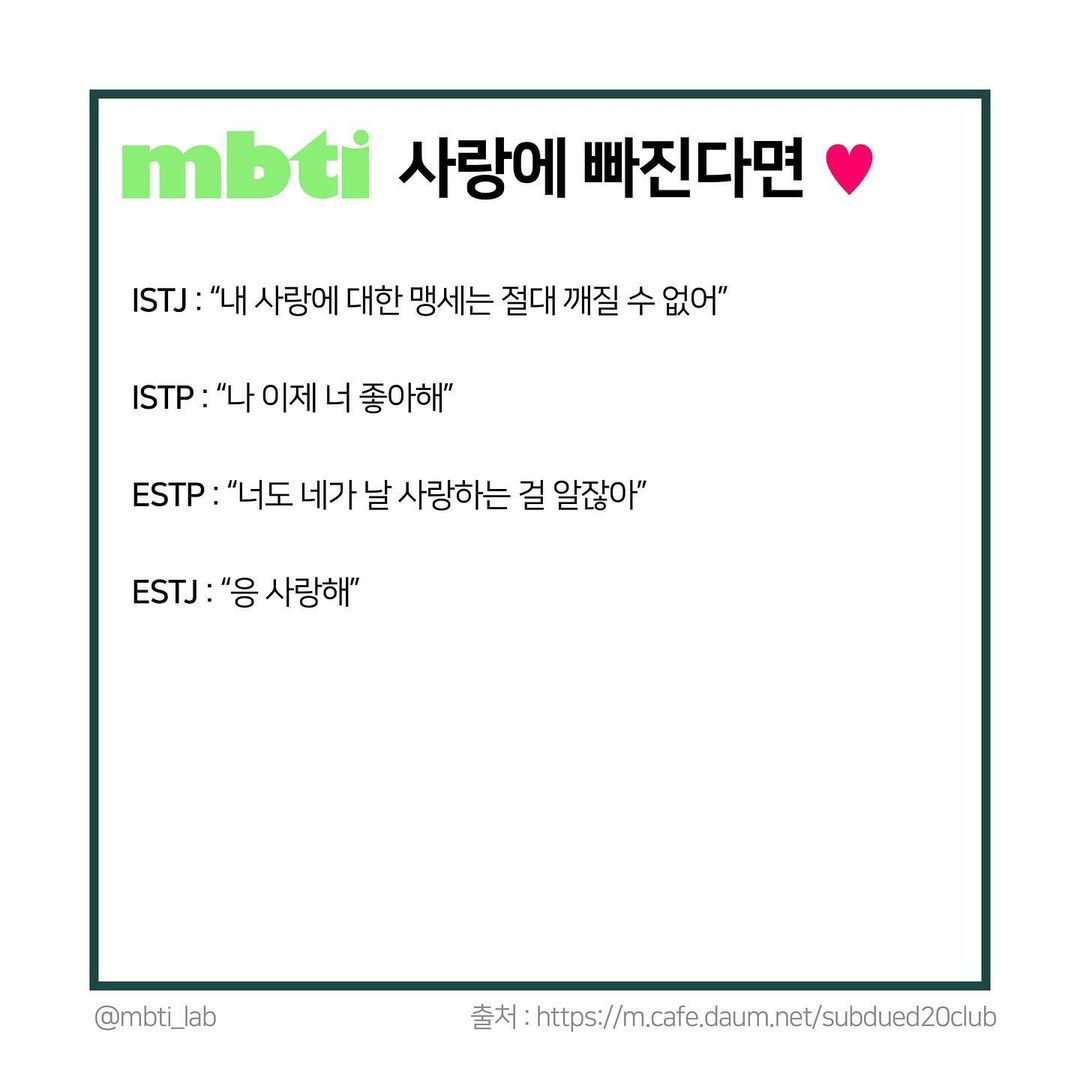 mbti 사랑에 빠진다면 ♥
ISTJ : “내 사랑에 대한 맹세는 절대 깨질 수 없어”
ISTP : “나 이제 너 좋아해”
ESTP : “너도 네가 날 사랑하는 걸 알잖아”
ESTJ : “응 사랑해”
@mbti_lab
출처 : https://m.cafe.daum.net/subdued20club